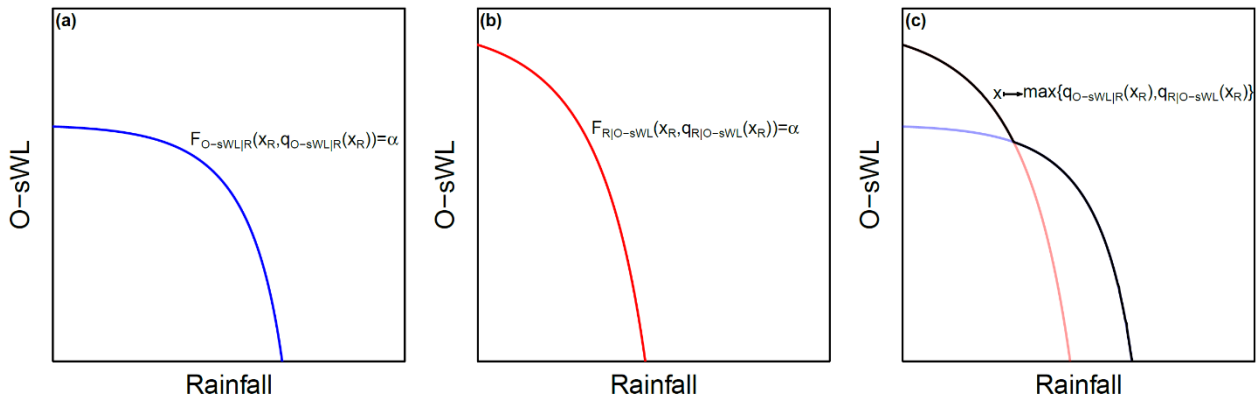 (a)
O−sWL
F_{O−sWL|R}(x_R,q_{O−sWL|R}(x_R))=α
Rainfall
(b)
O−sWL
F_{R|O−sWL}(x_R,q_{R|O−sWL}(x_R))=α
Rainfall
(c)
O−sWL
x↦max{q_{O−sWL|R}(x_R),q_{R|O−sWL}(x_R)}
Rainfall